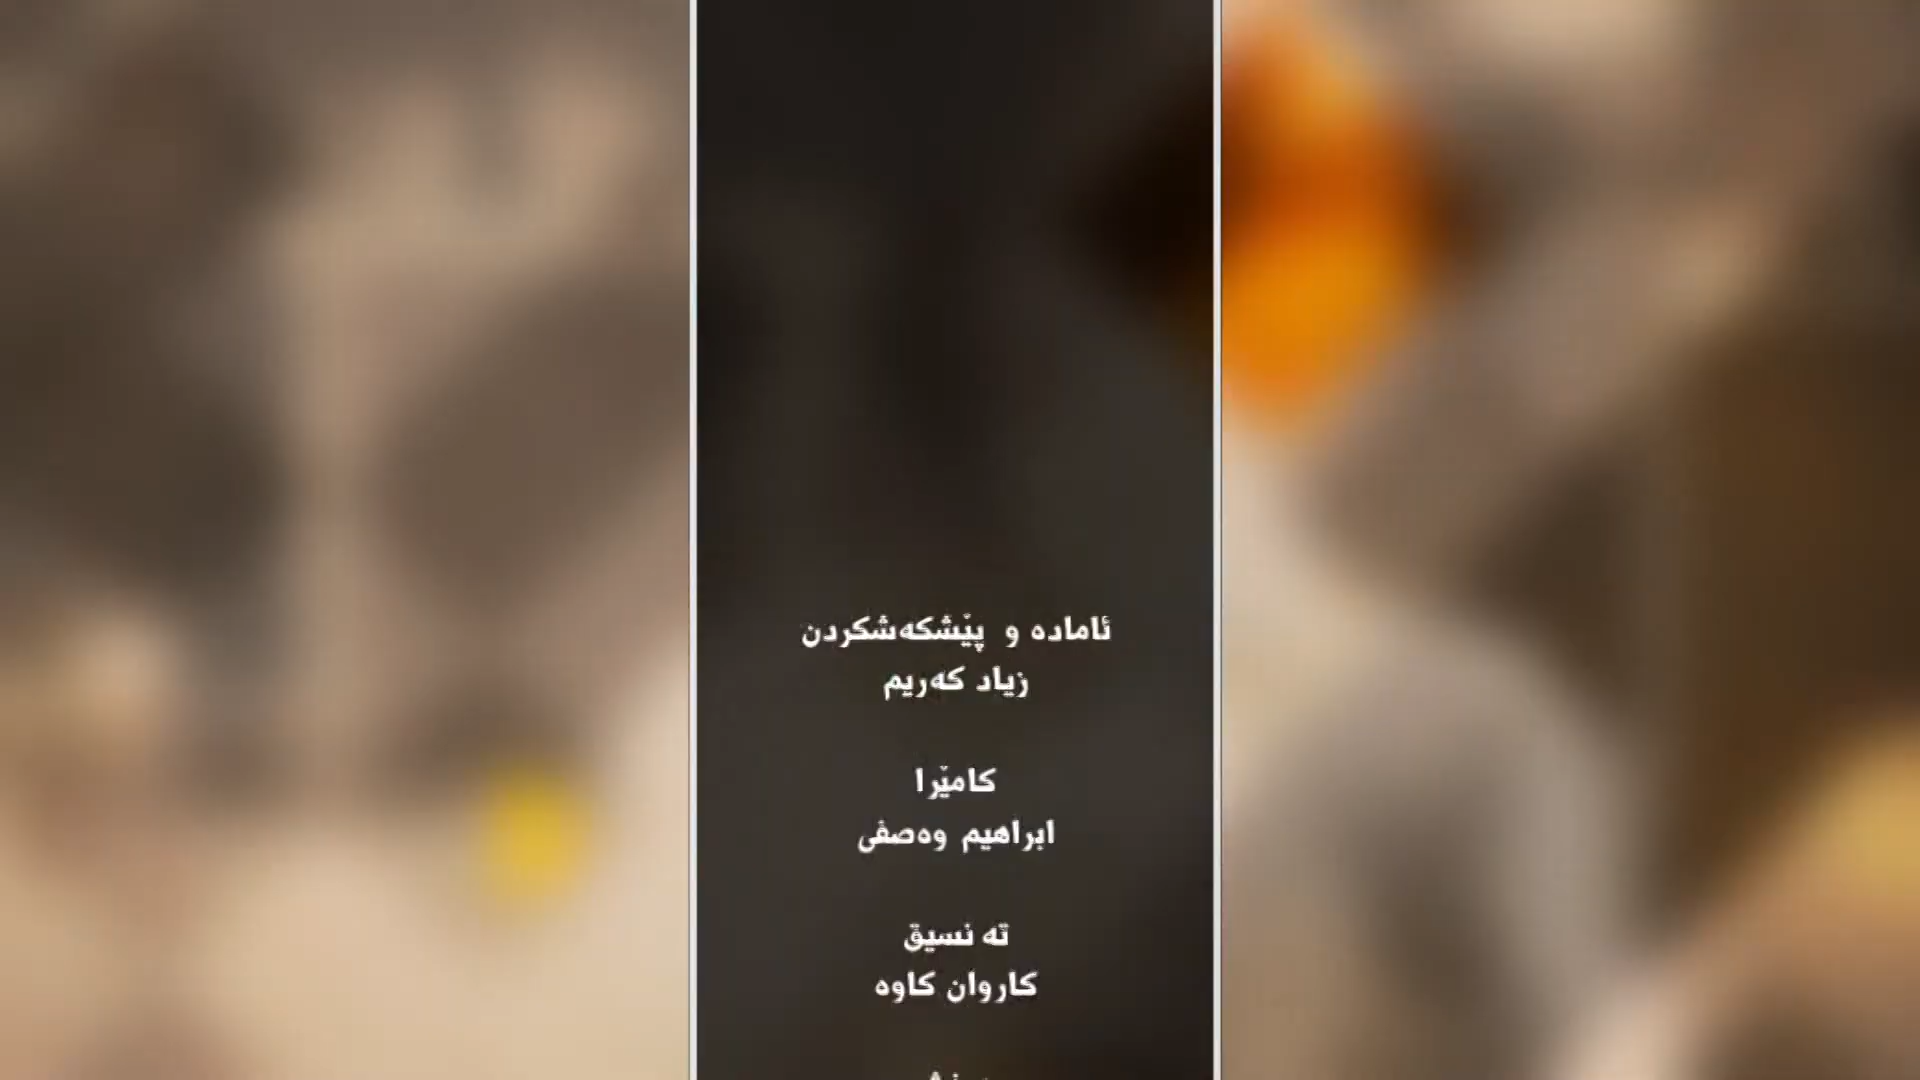 ئامادە و پێشکەشکردن
زیاد کەریم
کامێرا
ابراهیم وەصفی
تە نسیق
کاروان کاوە